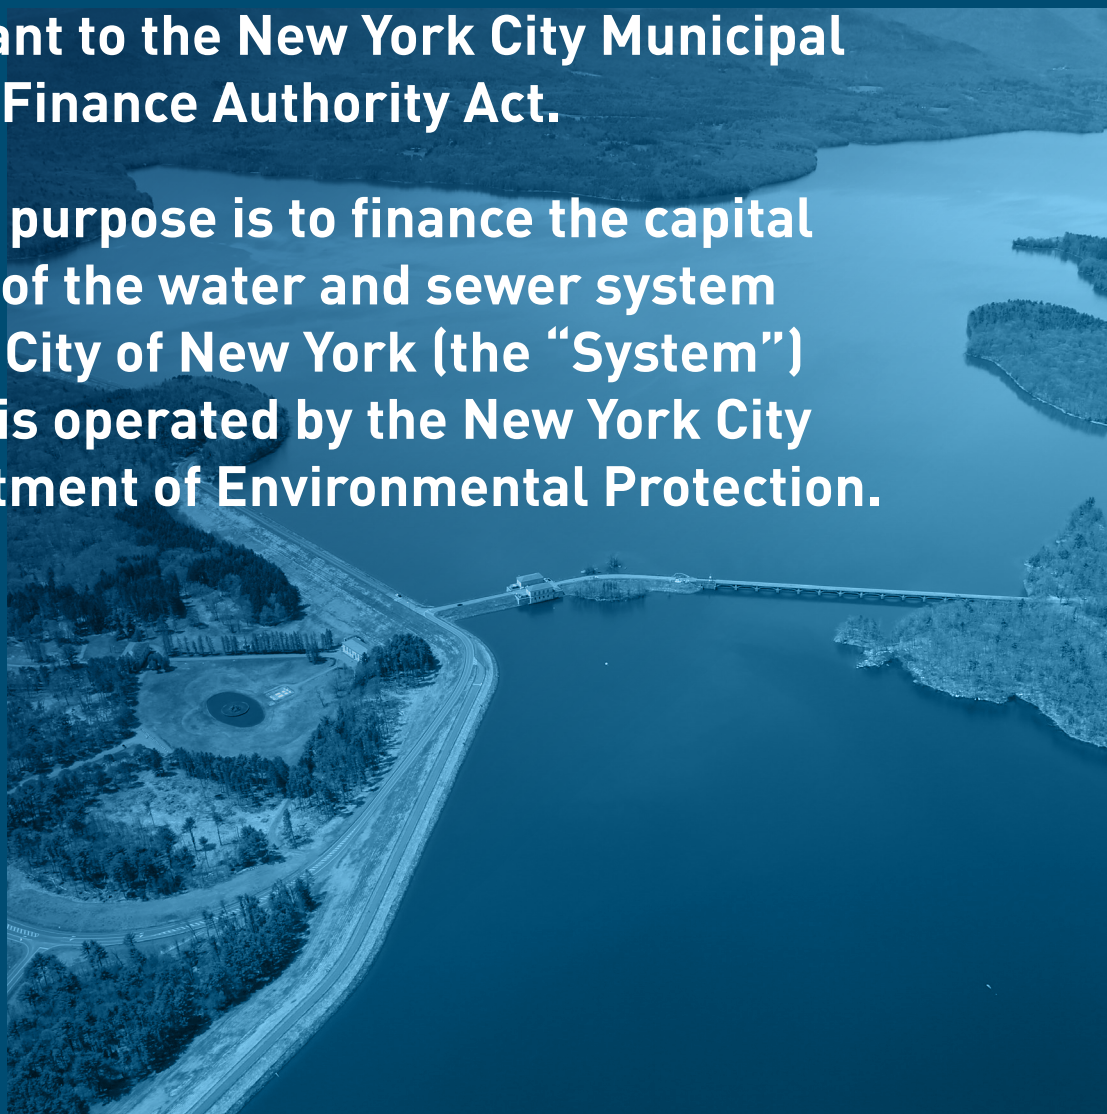 ant to the New York City Municipal
Finance Authority Act.
purpose is to finance the capital
of the water and sewer system
City of New York (the “System”)
is operated by the New York City
tment of Environmental Protection.